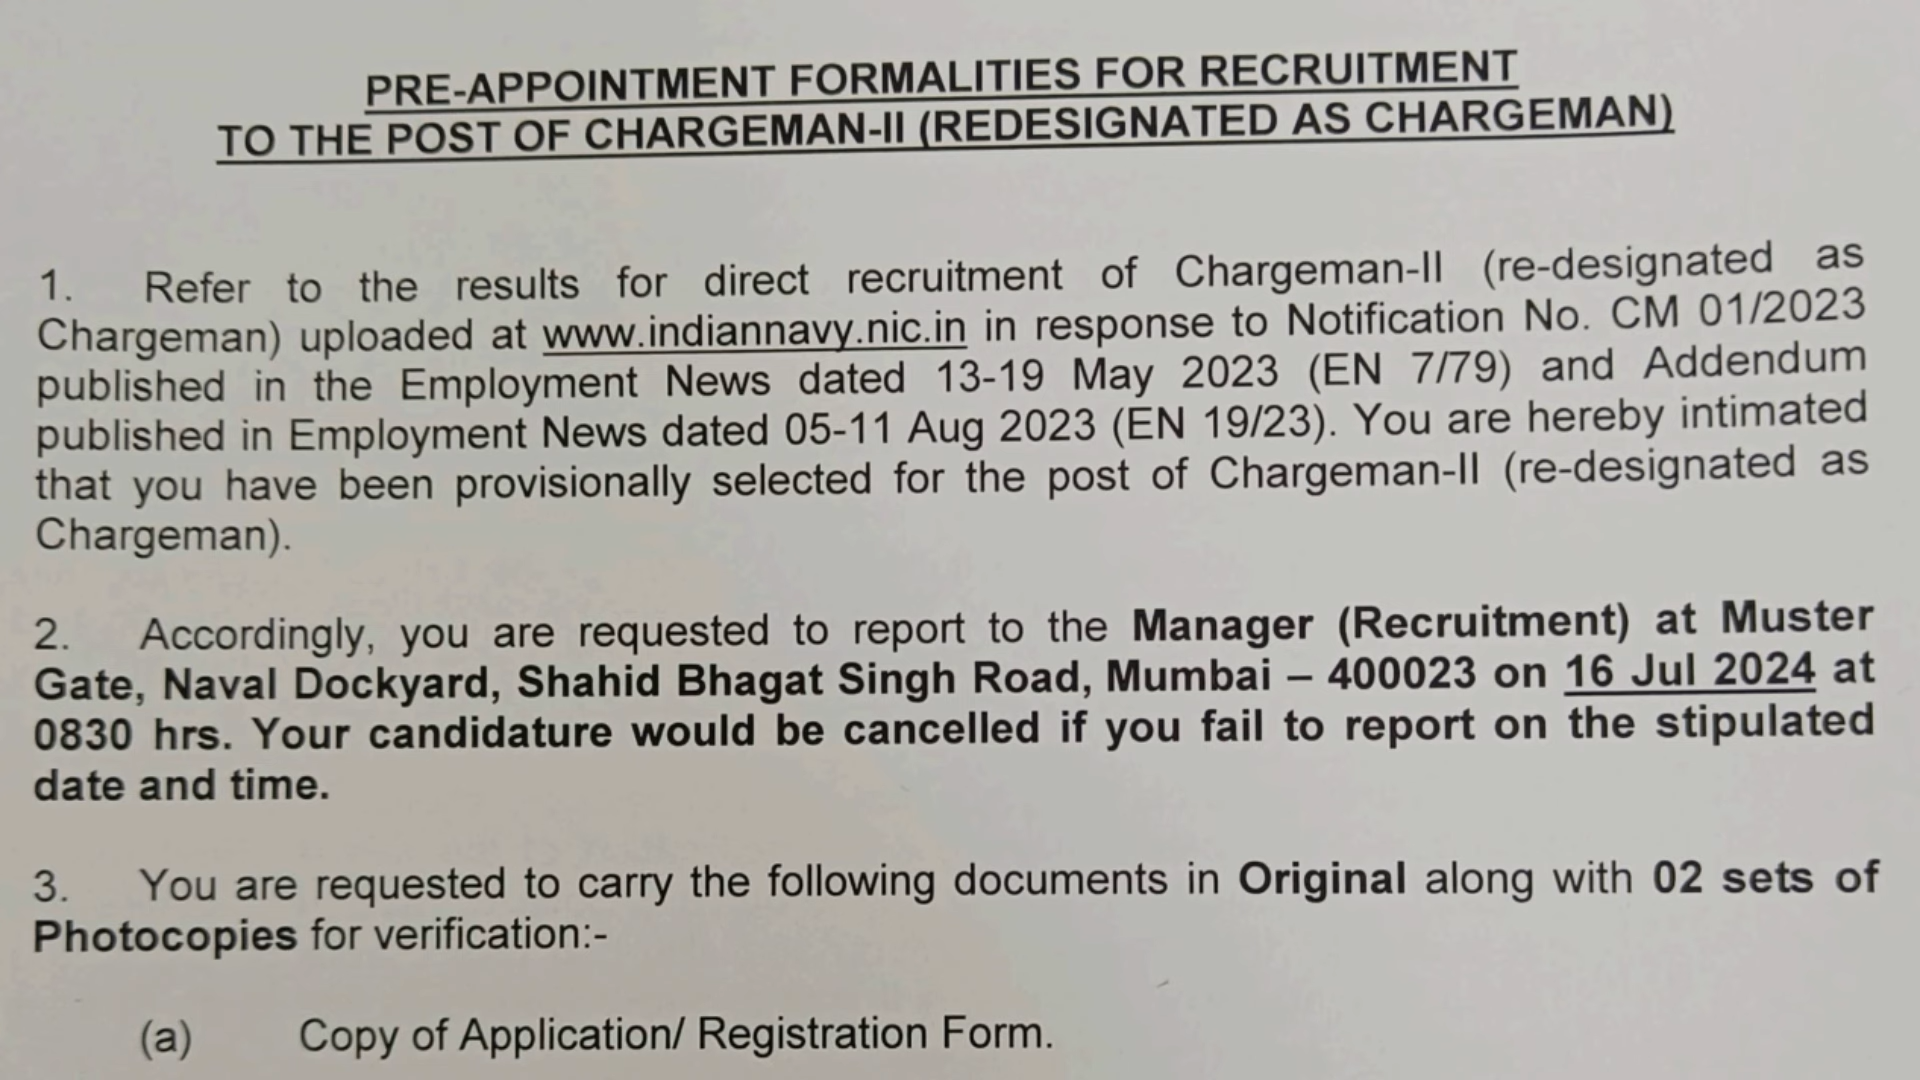 PRE-APPOINTMENT FORMALITIES FOR RECRUITMENT
TO THE POST OF CHARGEMAN-II (REDESIGNATED AS CHARGEMAN)
1. Refer to the results for direct recruitment of Chargeman-II (re-designated as
Chargeman) uploaded at www.indiannavy.nic.in in response to Notification No. CM 01/2023
published in the Employment News dated 13-19 May 2023 (EN 7/79) and Addendum
published in Employment News dated 05-11 Aug 2023 (EN 19/23). You are hereby intimated
that you have been provisionally selected for the post of Chargeman-II (re-designated as
Chargeman).
2. Accordingly, you are requested to report to the Manager (Recruitment) at Muster
Gate, Naval Dockyard, Shahid Bhagat Singh Road, Mumbai – 400023 on 16 Jul 2024 at
0830 hrs. Your candidature would be cancelled if you fail to report on the stipulated
date and time.
3. You are requested to carry the following documents in Original along with 02 sets of
Photocopies for verification:-
(a) Copy of Application/ Registration Form.